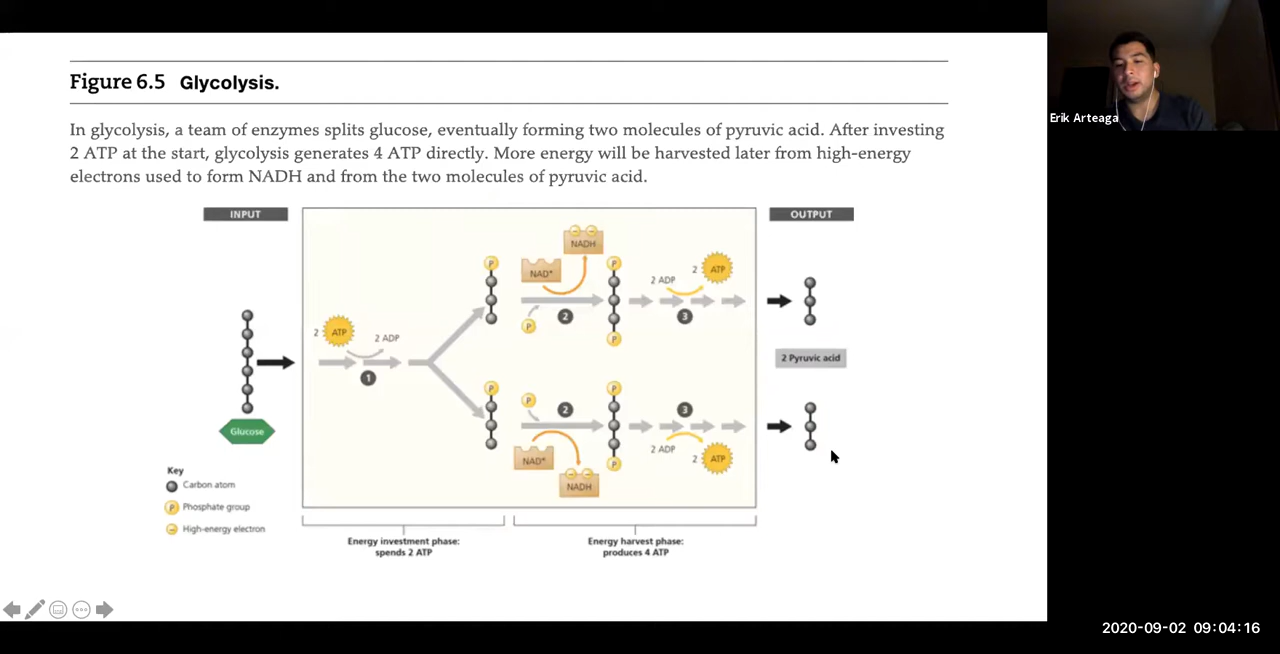 Figure 6.5 Glycolysis.
Erik Arteaga
In glycolysis, a team of enzymes splits glucose, eventually forming two molecules of pyruvic acid. After investing
2 ATP at the start, glycolysis generates 4 ATP directly. More energy will be harvested later from high-energy
electrons used to form NADH and from the two molecules of pyruvic acid.
INPUT
OUTPUT
NADH
NAD⁺
P
P
2 ATP
2 ADP
P
2
3
P
2 ATP
2 ADP
1
2 Pyruvic acid
P
P
P
2
3
Glucose
2 ADP
2 ATP
NAD⁺
P
NADH
Key
Carbon atom
P Phosphate group
High-energy electron
Energy investment phase:
spends 2 ATP
Energy harvest phase:
produces 4 ATP
2020-09-02 09:04:16